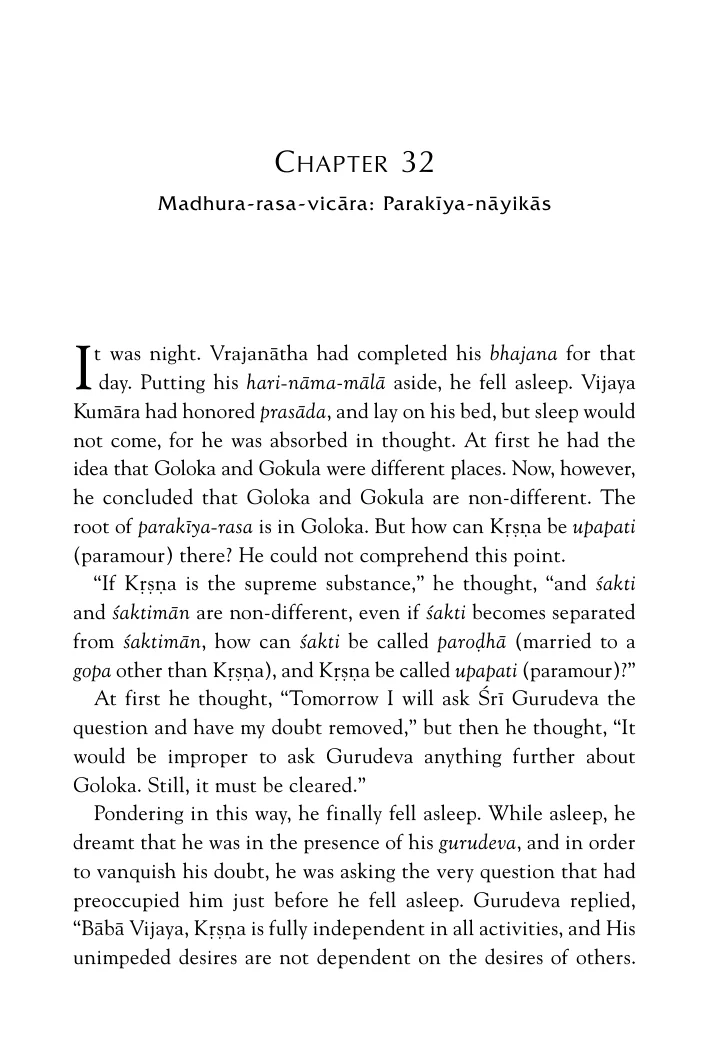 CHAPTER 32
Madhura-rasa-vicāra: Parakīya-nāyikās
It was night. Vrajanātha had completed his bhajana for that
day. Putting his hari-nāma-mālā aside, he fell asleep. Vijaya
Kumāra had honored prasāda, and lay on his bed, but sleep would
not come, for he was absorbed in thought. At first he had the
idea that Goloka and Gokula were different places. Now, however,
he concluded that Goloka and Gokula are non-different. The
root of parakīya-rasa is in Goloka. But how can Kṛṣṇa be upapati
(paramour) there? He could not comprehend this point.
“If Kṛṣṇa is the supreme substance,” he thought, “and śakti
and śaktimān are non-different, even if śakti becomes separated
from śaktimān, how can śakti be called paroḍhā (married to a
gopa other than Kṛṣṇa), and Kṛṣṇa be called upapati (paramour)?”
At first he thought, “Tomorrow I will ask Śrī Gurudeva the
question and have my doubt removed,” but then he thought, “It
would be improper to ask Gurudeva anything further about
Goloka. Still, it must be cleared.”
Pondering in this way, he finally fell asleep. While asleep, he
dreamt that he was in the presence of his gurudeva, and in order
to vanquish his doubt, he was asking the very question that had
preoccupied him just before he fell asleep. Gurudeva replied,
“Bābā Vijaya, Kṛṣṇa is fully independent in all activities, and His
unimpeded desires are not dependent on the desires of others.